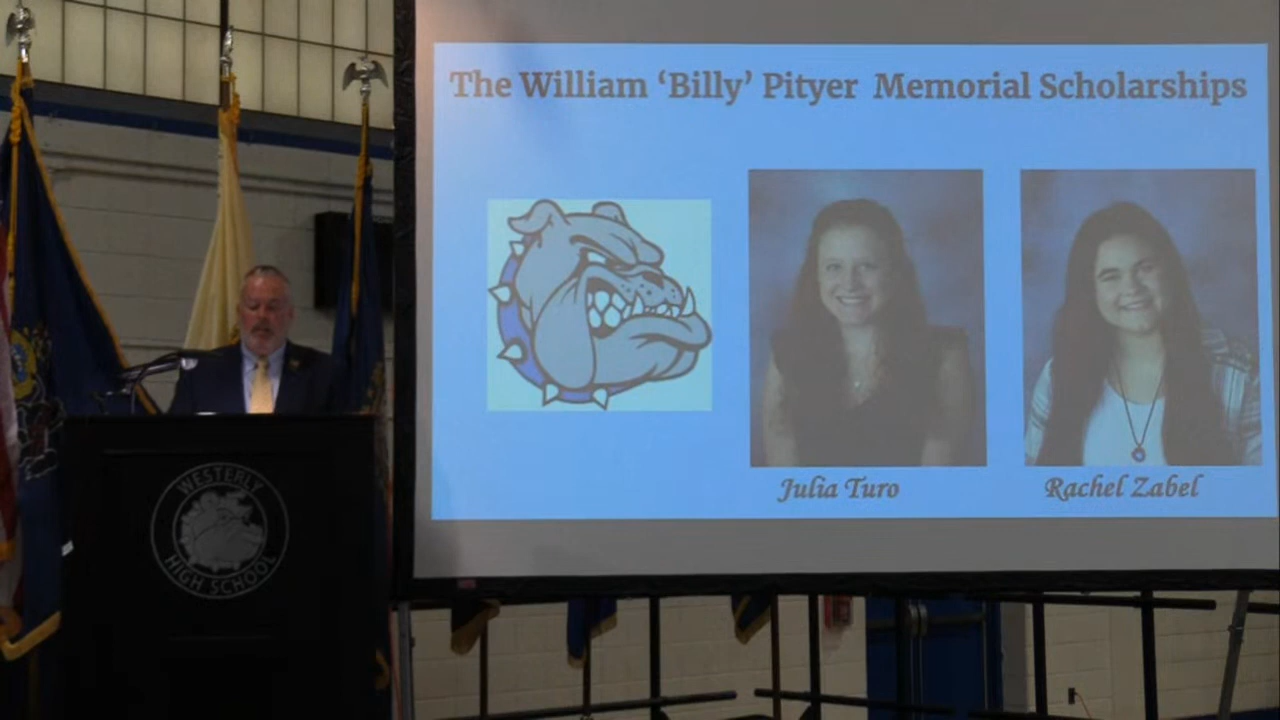 The William ‘Billy’ Pityer Memorial Scholarships
Julia Turo
Rachel Zabel
WESTERLY
HIGH SCHOOL